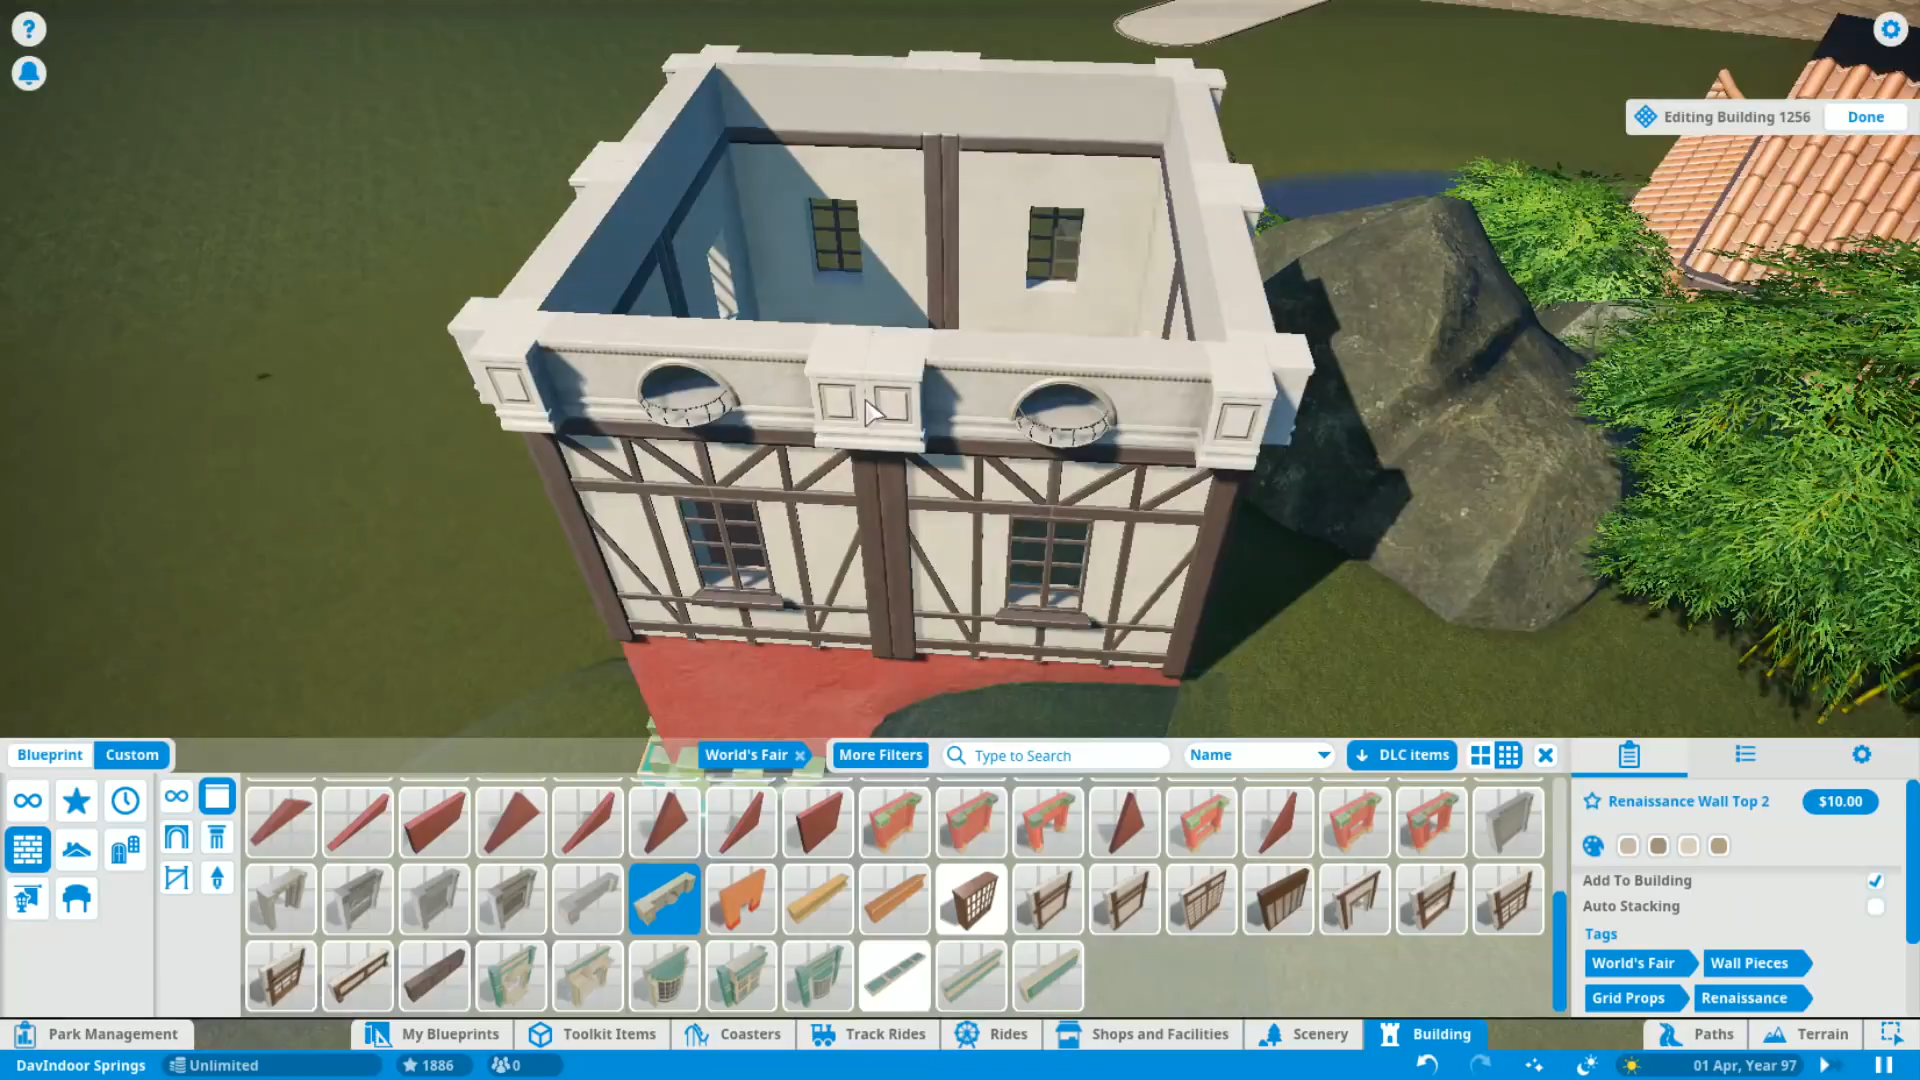 ?
Editing Building 1256 Done
Blueprint Custom World's Fair More Filters Type to Search Name DLC items
Renaissance Wall Top 2 $10.00
Add To Building
Auto Stacking
Tags
World's Fair Wall Pieces
Grid Props Renaissance
Park Management My Blueprints Toolkit Items Coasters Track Rides Rides Shops and Facilities Scenery Building Paths Terrain
DavIndoor Springs Unlimited 1886 0 01 Apr, Year 97